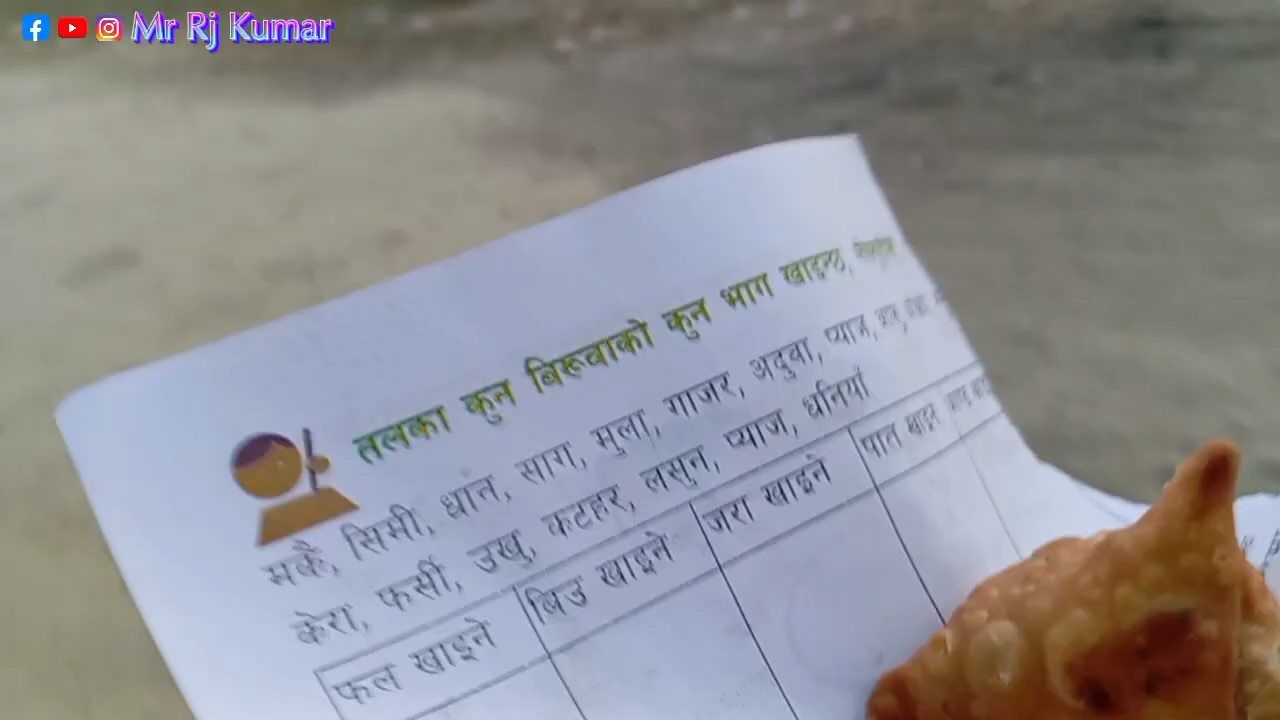 Mr Rj Kumar
तलका कुन बिरूवाको कुन भाग खाइन्छ,
मकै, सिमी, धान, साग, मुला, गाजर, अदुवा, प्याज, आलु,
केरा, फर्सी, उखु, कटहर, लसुन, प्याज, धनियाँ
फल खाइने
बिउ खाइने
जरा खाइने
पात खाइने